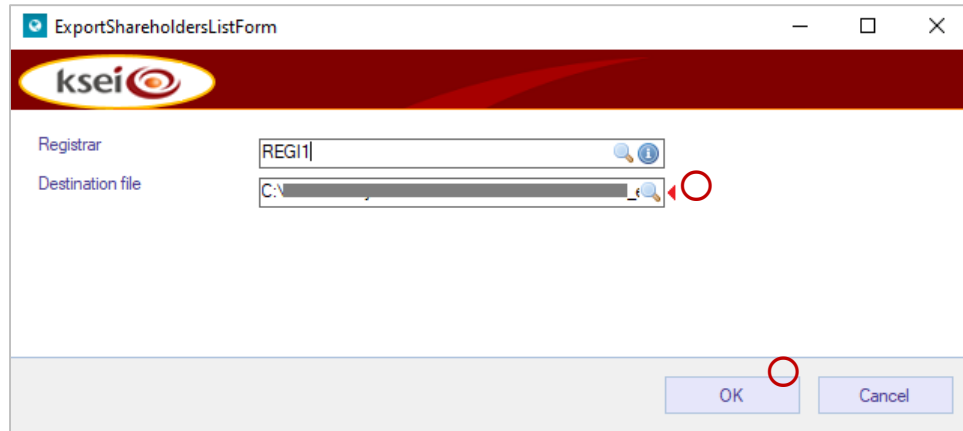 ExportShareholdersListForm
ksei
Registrar
REGI1
Destination file
C:\
OK
Cancel